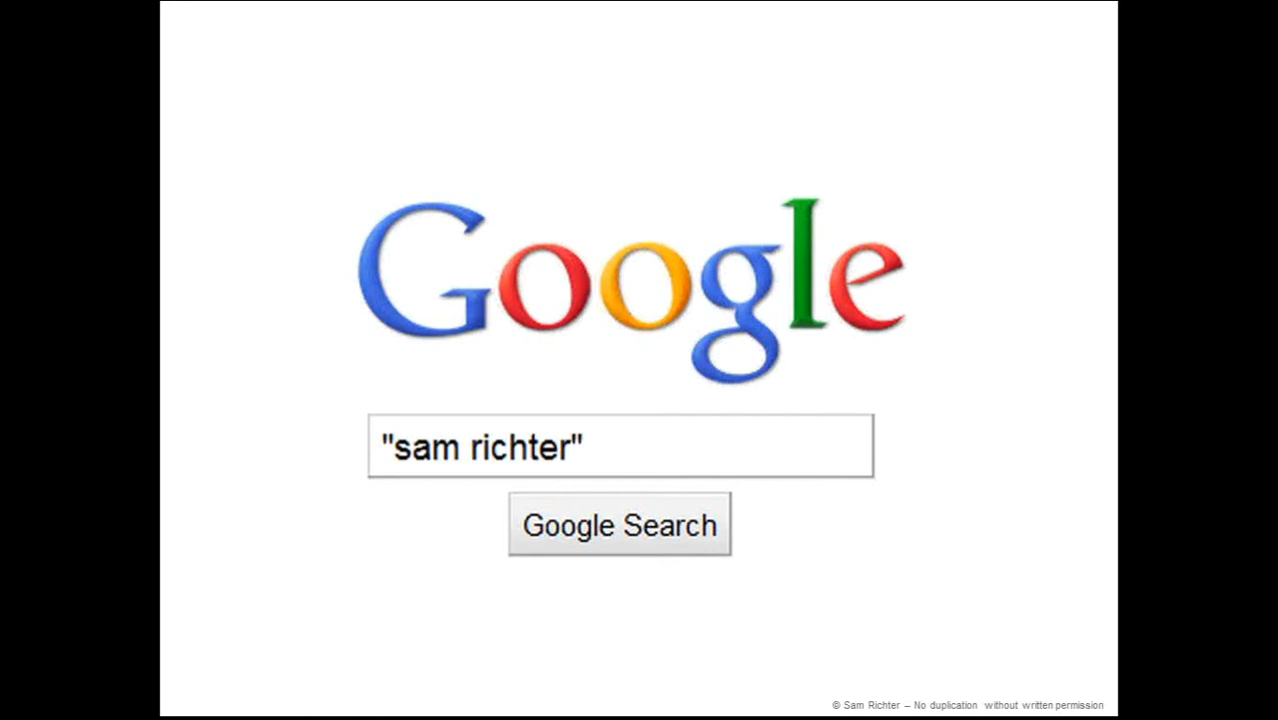 Google
"sam richter"
Google Search
© Sam Richter – No duplication without written permission